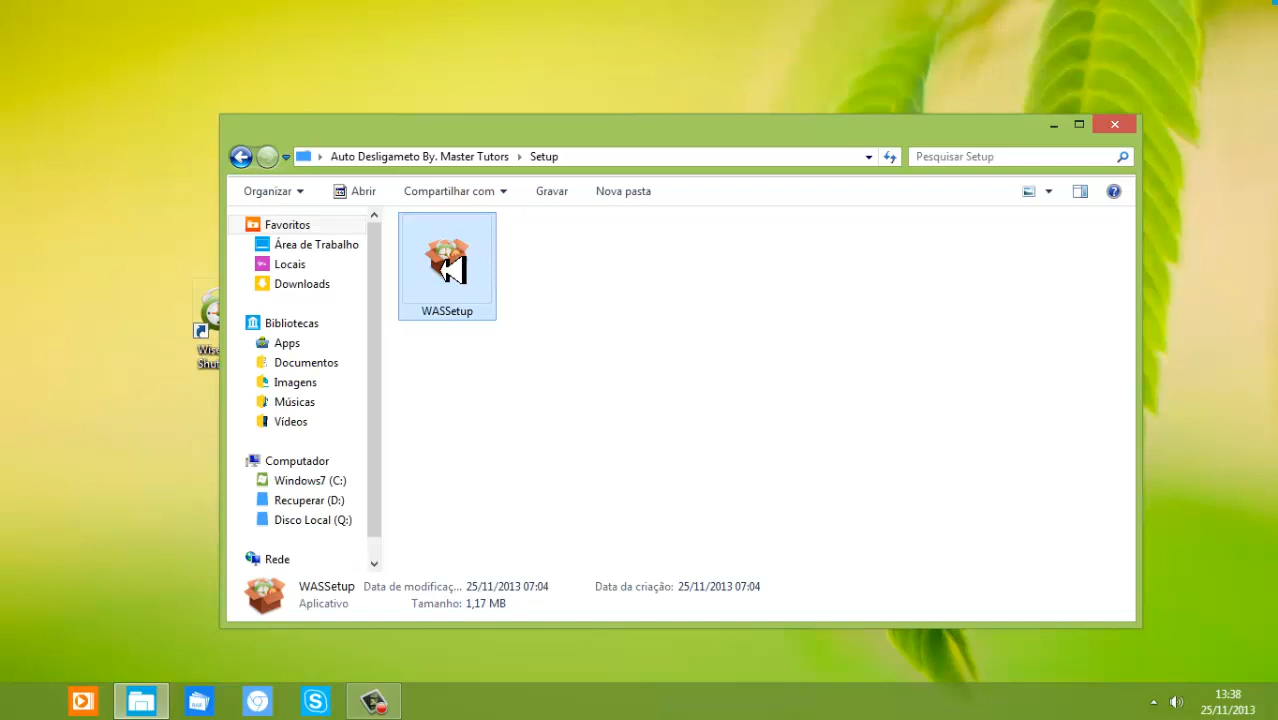 Auto Desligameto By. Master Tutors
Setup
Pesquisar Setup
Organizar
Abrir
Compartilhar com
Gravar
Nova pasta
Favoritos
Área de Trabalho
Locais
Downloads
Bibliotecas
Apps
Documentos
Imagens
Músicas
Vídeos
Computador
Windows7 (C:)
Recuperar (D:)
Disco Local (Q:)
Rede
WASSetup
Wise
Shu
WASSetup Data de modificaç... 25/11/2013 07:04 Data da criação: 25/11/2013 07:04
Aplicativo Tamanho: 1,17 MB
13:38
25/11/2013